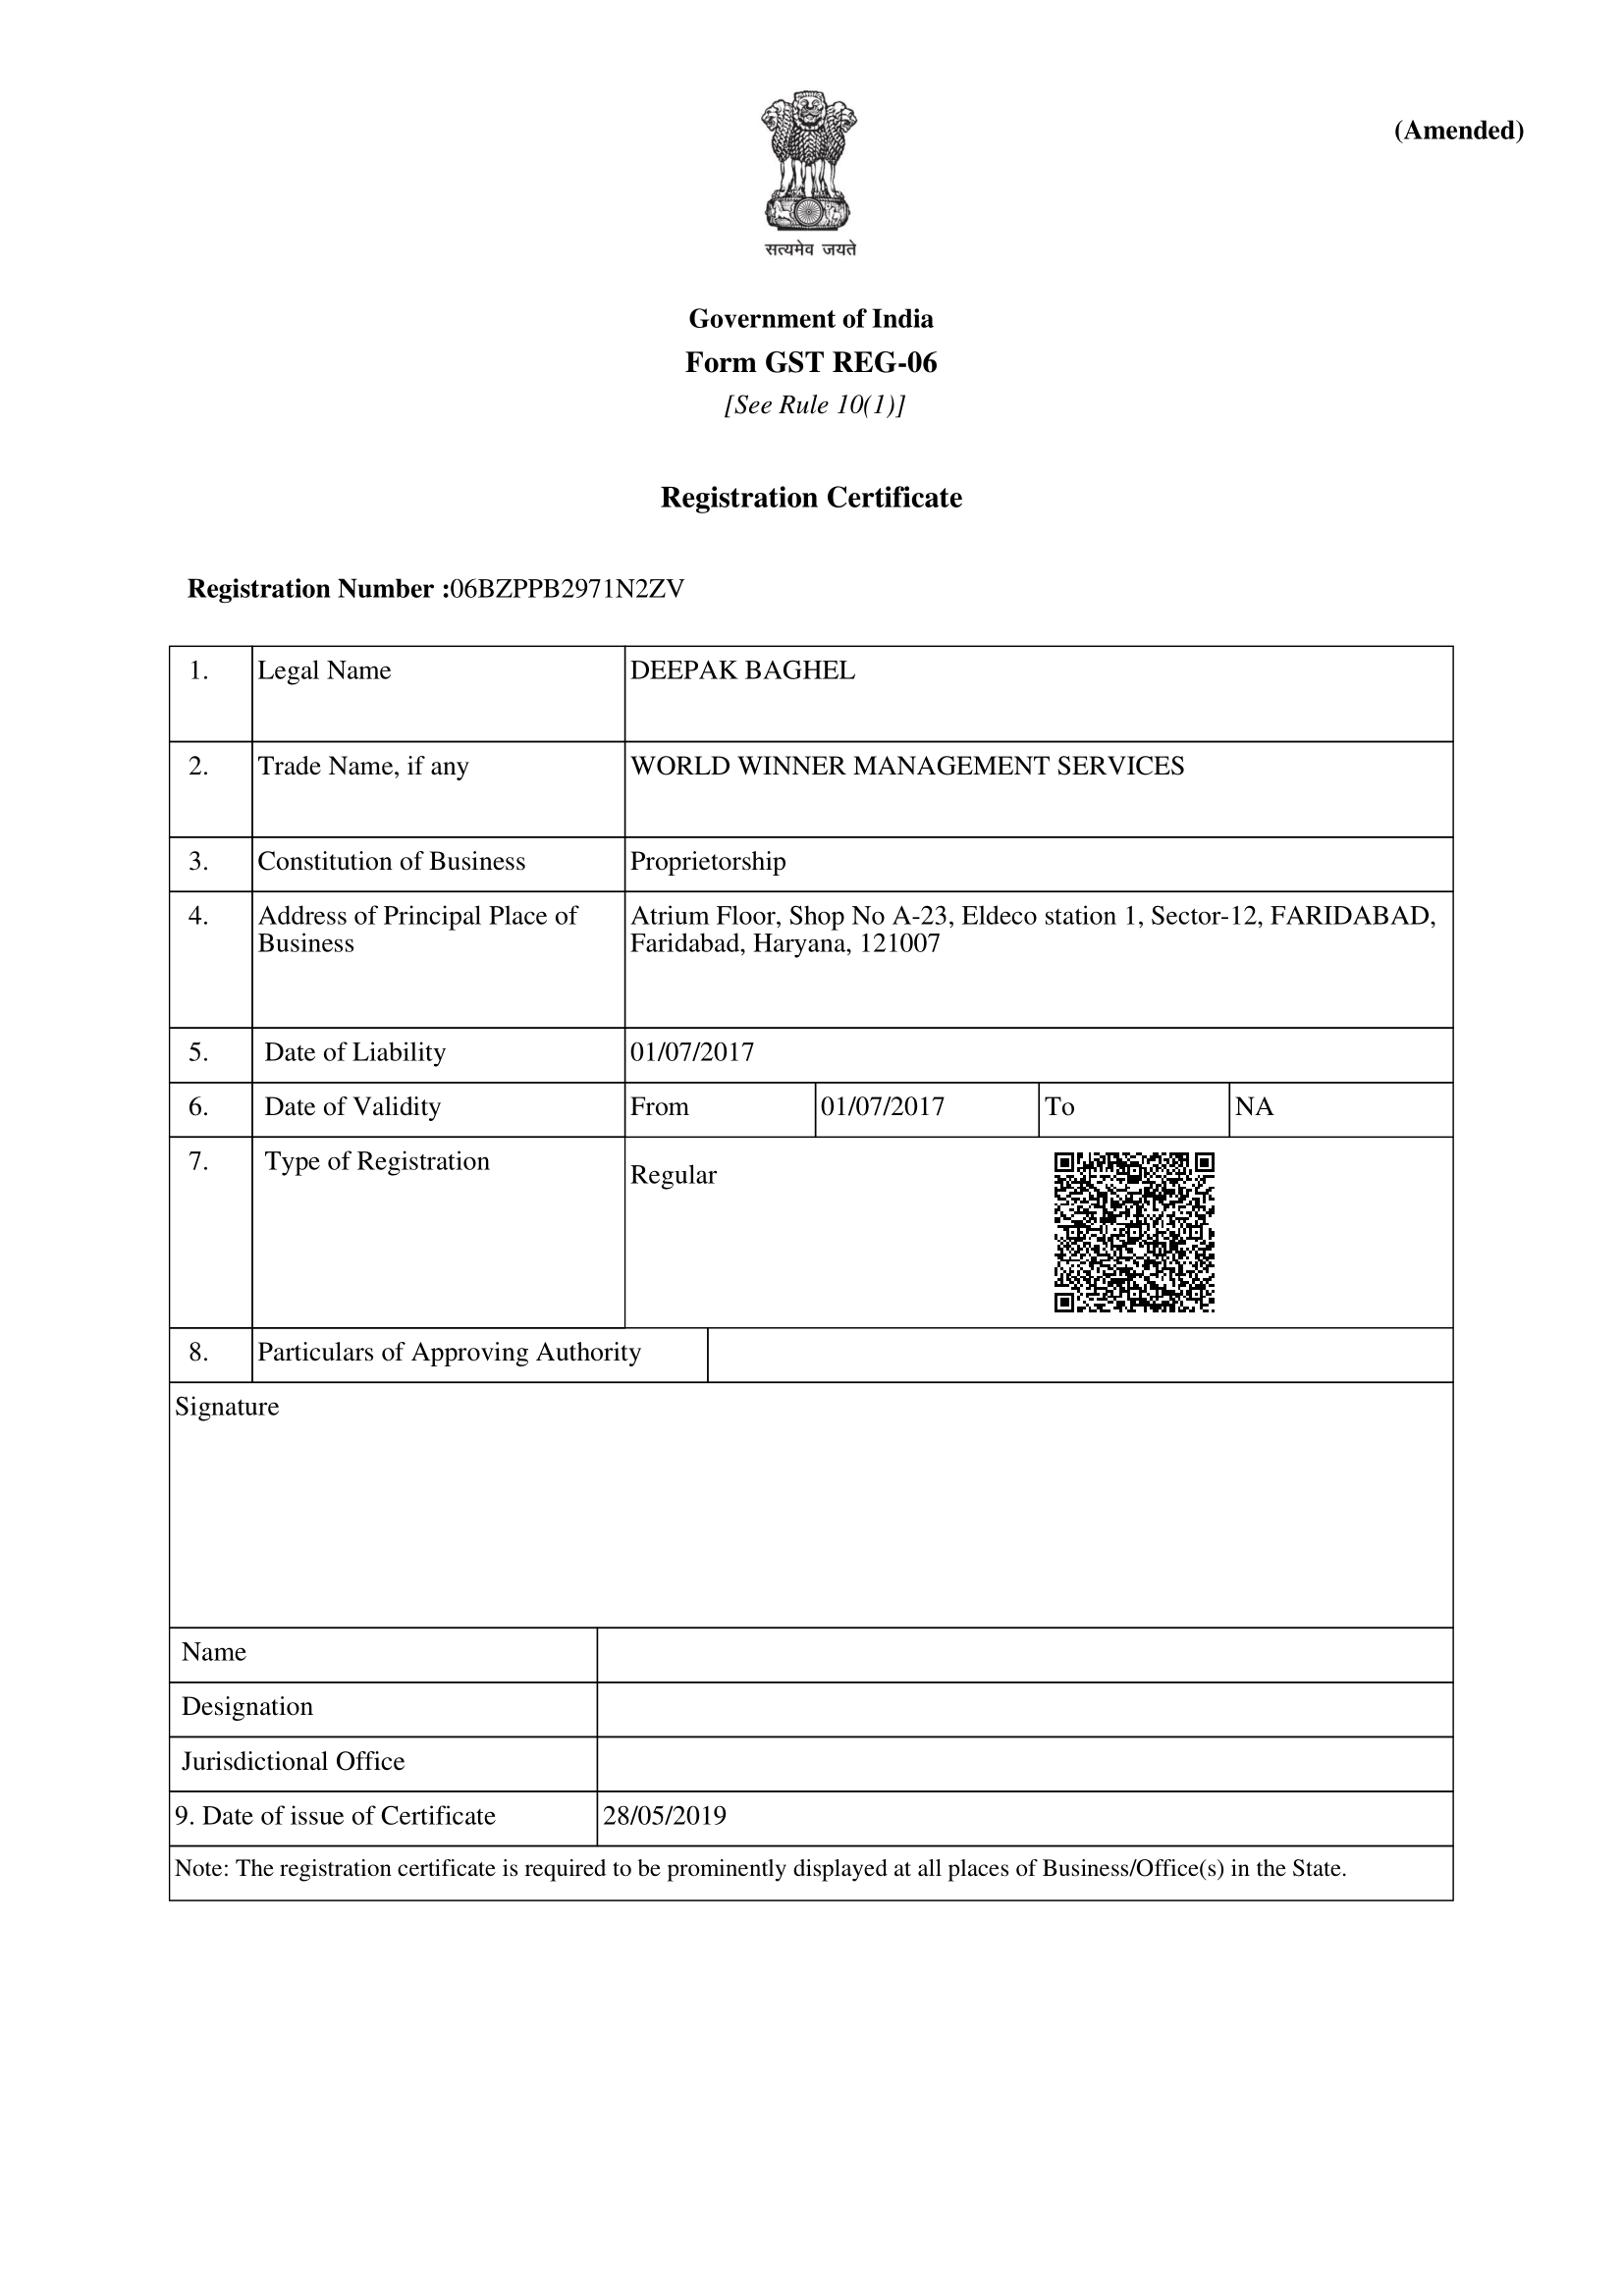 (Amended)
सत्यमेव जयते
Government of India
Form GST REG-06
[See Rule 10(1)]
Registration Certificate
Registration Number :06BZPPB2971N2ZV
1. Legal Name DEEPAK BAGHEL
2. Trade Name, if any WORLD WINNER MANAGEMENT SERVICES
3. Constitution of Business Proprietorship
4. Address of Principal Place of Business Atrium Floor, Shop No A-23, Eldeco station 1, Sector-12, FARIDABAD,
Faridabad, Haryana, 121007
5. Date of Liability 01/07/2017
6. Date of Validity From 01/07/2017 To NA
7. Type of Registration Regular
8. Particulars of Approving Authority
Signature
Name
Designation
Jurisdictional Office
9. Date of issue of Certificate 28/05/2019
Note: The registration certificate is required to be prominently displayed at all places of Business/Office(s) in the State.